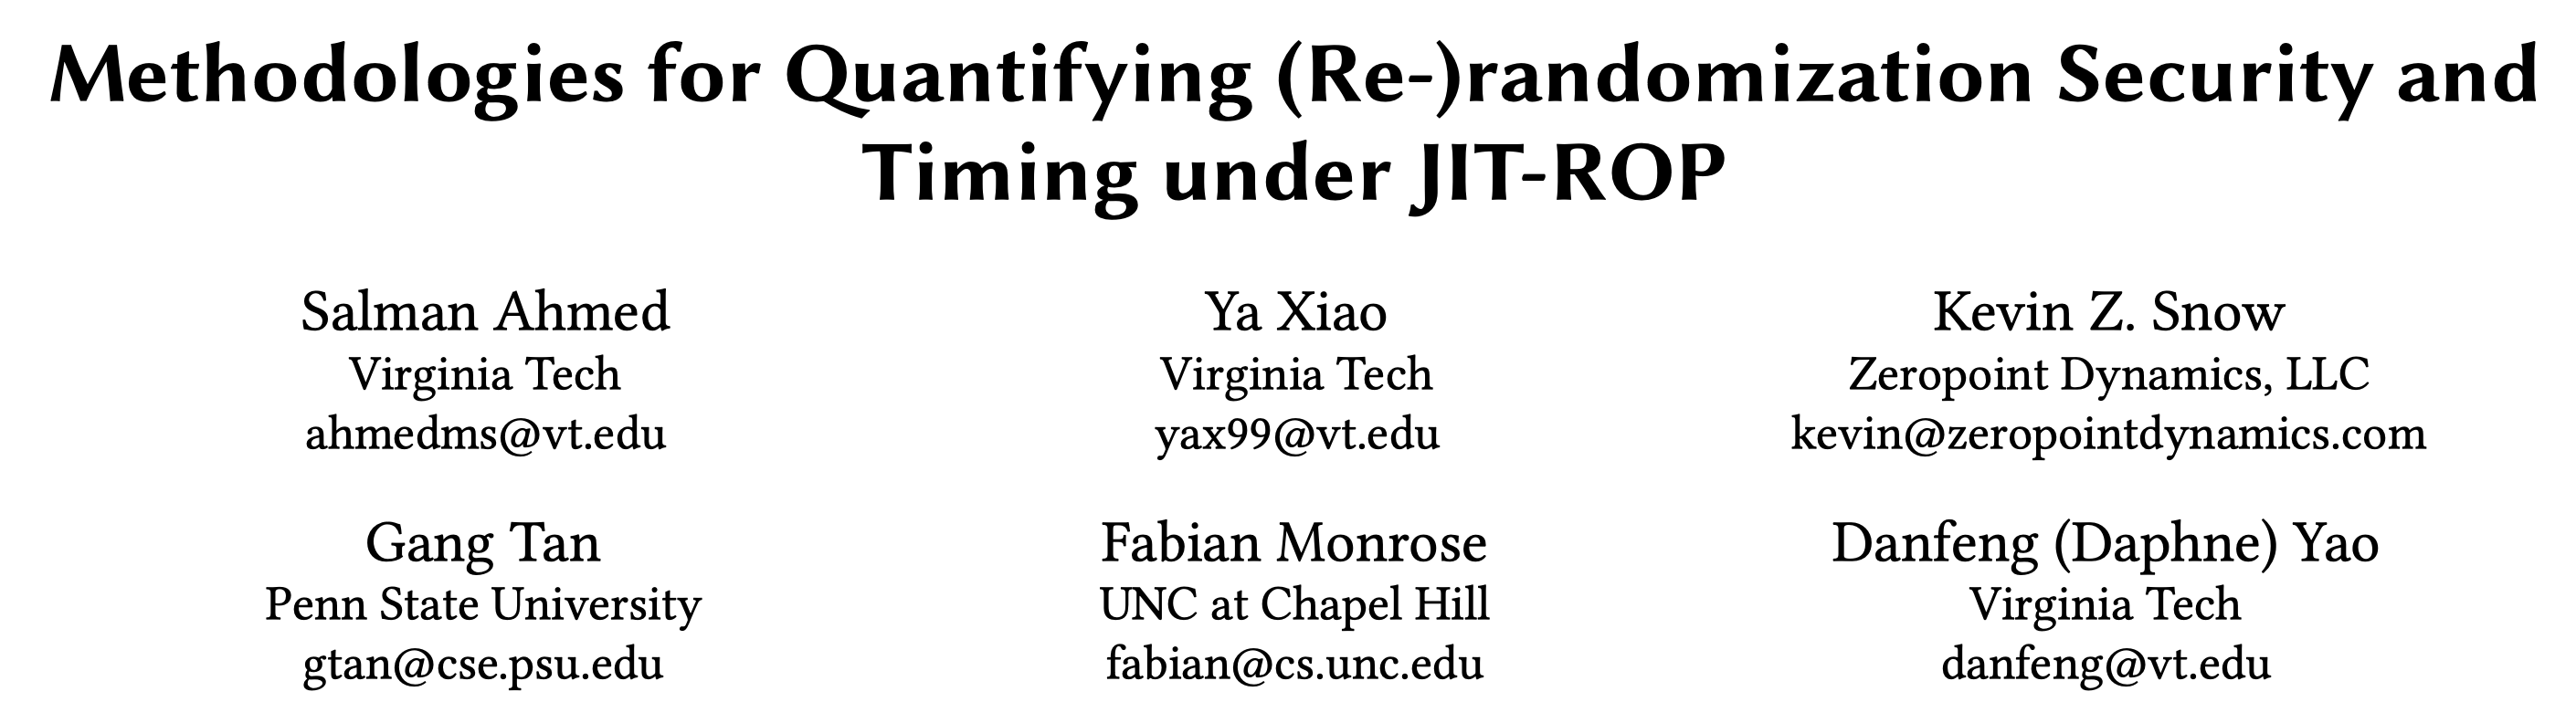 Methodologies for Quantifying (Re-)randomization Security and
Timing under JIT-ROP
Salman Ahmed
Virginia Tech
ahmedms@vt.edu
Ya Xiao
Virginia Tech
yax99@vt.edu
Kevin Z. Snow
Zeropoint Dynamics, LLC
kevin@zeropointdynamics.com
Gang Tan
Penn State University
gtan@cse.psu.edu
Fabian Monrose
UNC at Chapel Hill
fabian@cs.unc.edu
Danfeng (Daphne) Yao
Virginia Tech
danfeng@vt.edu